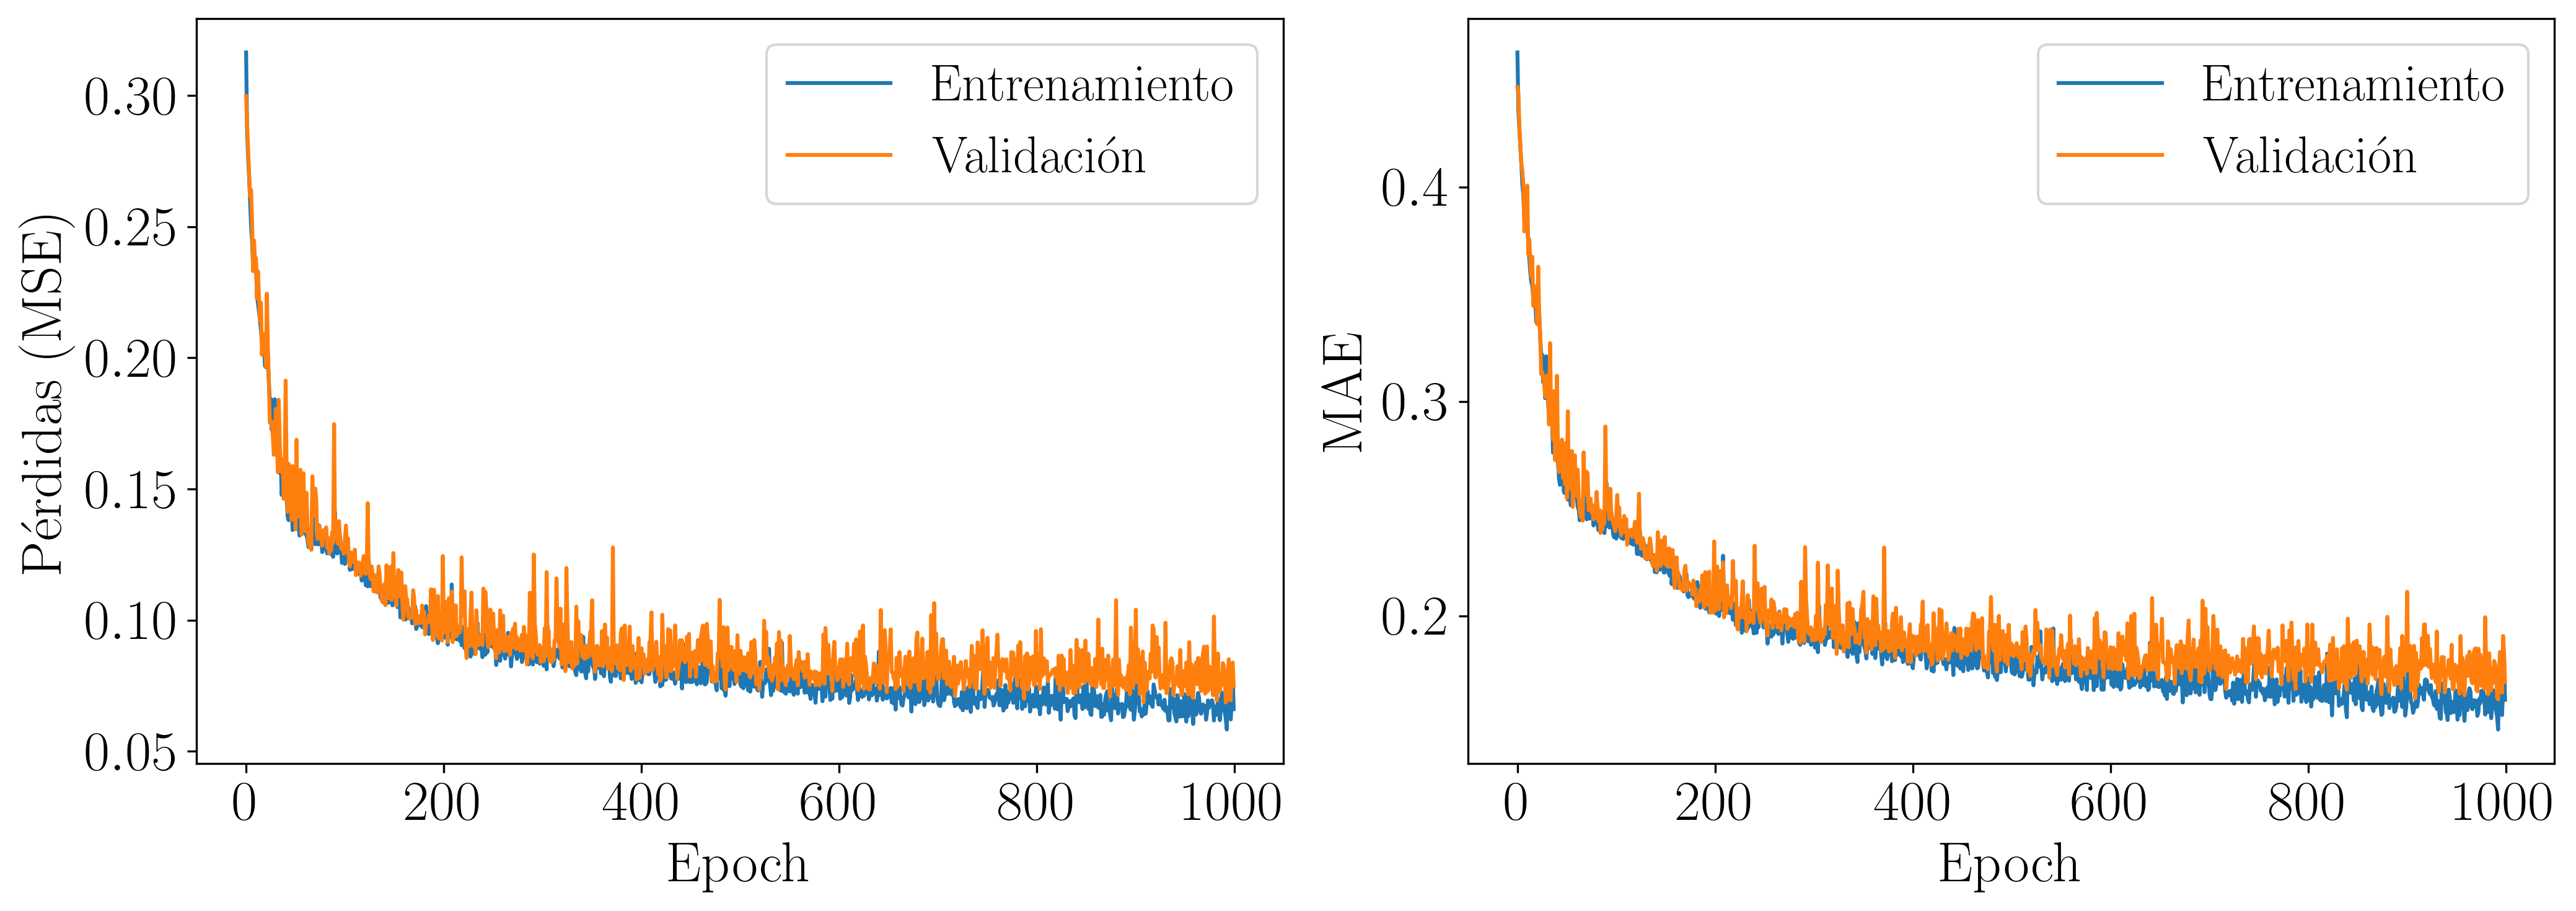 Pérdidas (MSE)
0.30
0.25
0.20
0.15
0.10
0.05
0 200 400 600 800 1000
Epoch
Entrenamiento
Validación
MAE
0.4
0.3
0.2
0 200 400 600 800 1000
Epoch
Entrenamiento
Validación